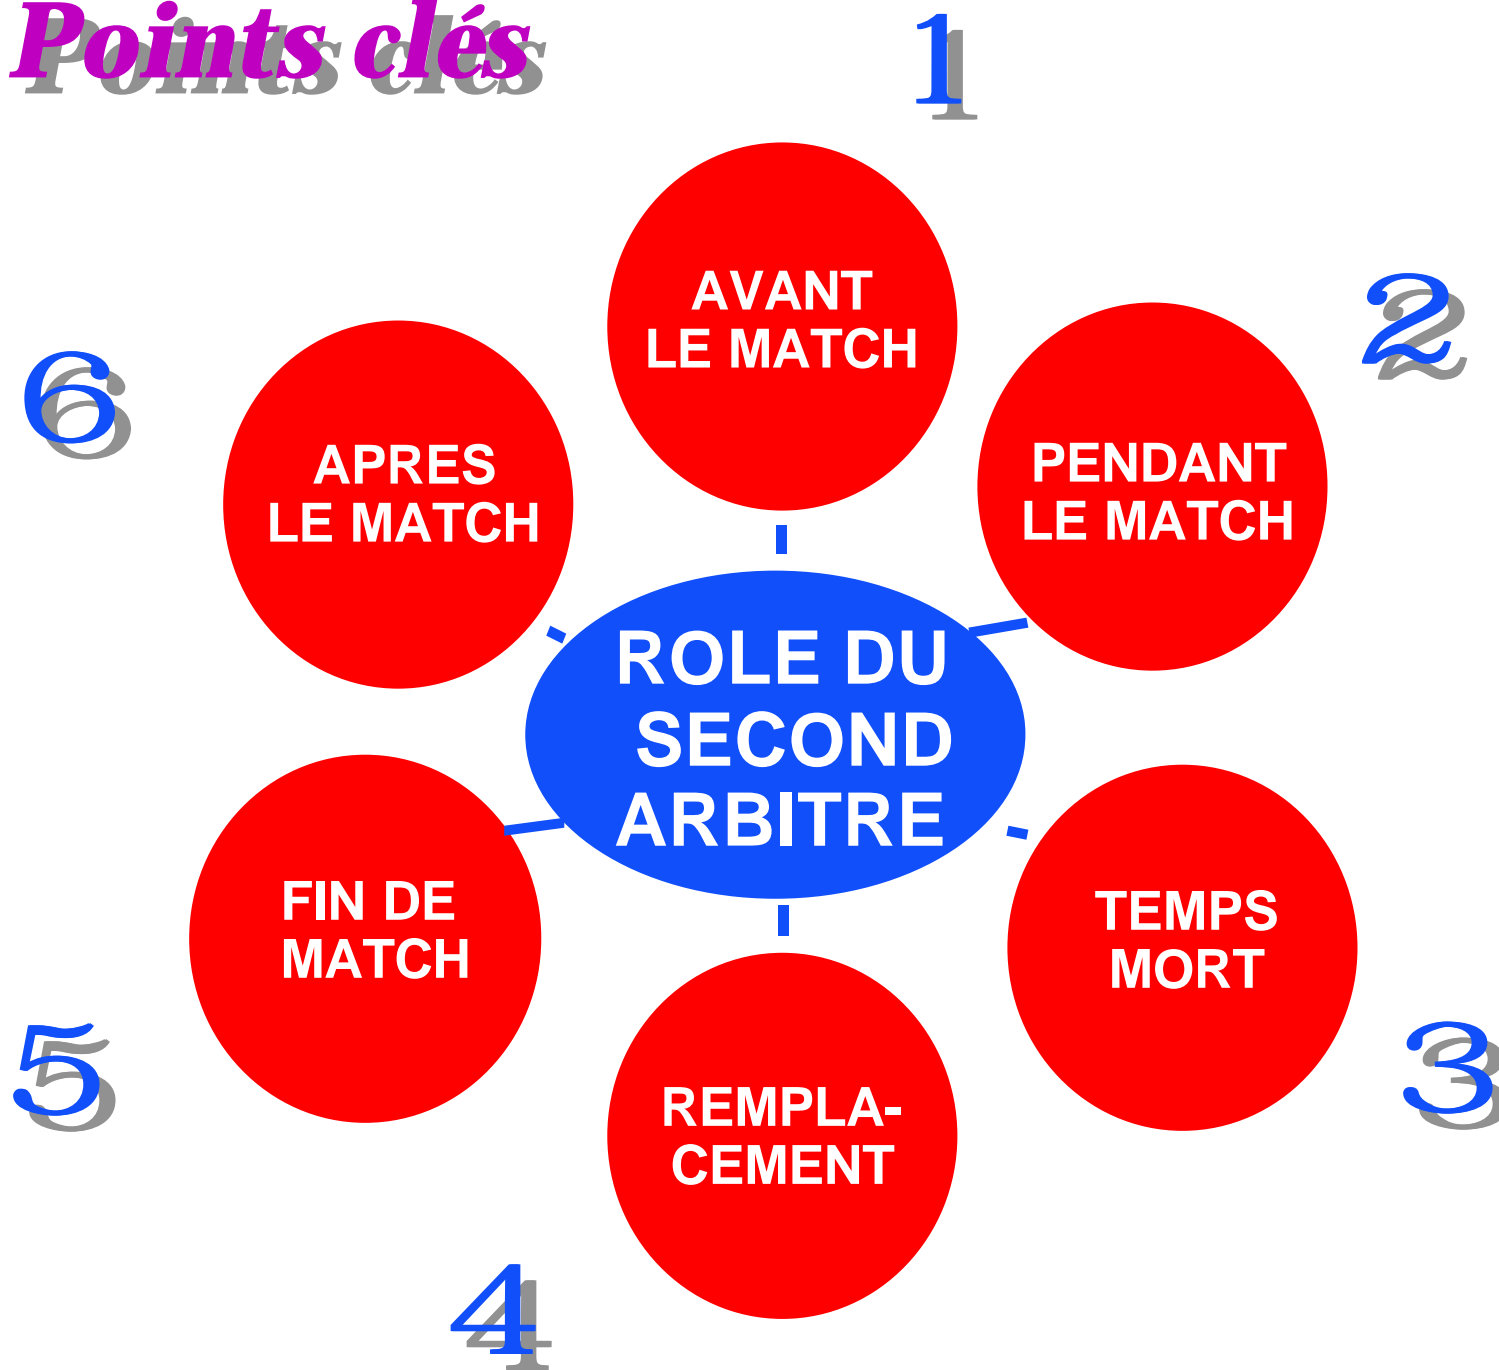 Points clés
1
AVANT
LE MATCH
2
PENDANT
LE MATCH
6
APRES
LE MATCH
ROLE DU
SECOND
ARBITRE
FIN DE
MATCH
5
TEMPS
MORT
3
REMPLA-
CEMENT
4